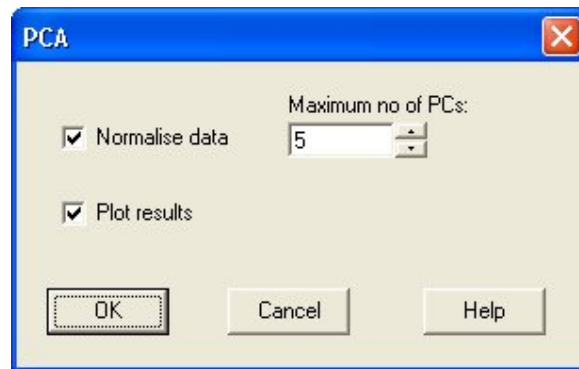 PCA
Maximum no of PCs:
Normalise data
5
Plot results
OK
Cancel
Help